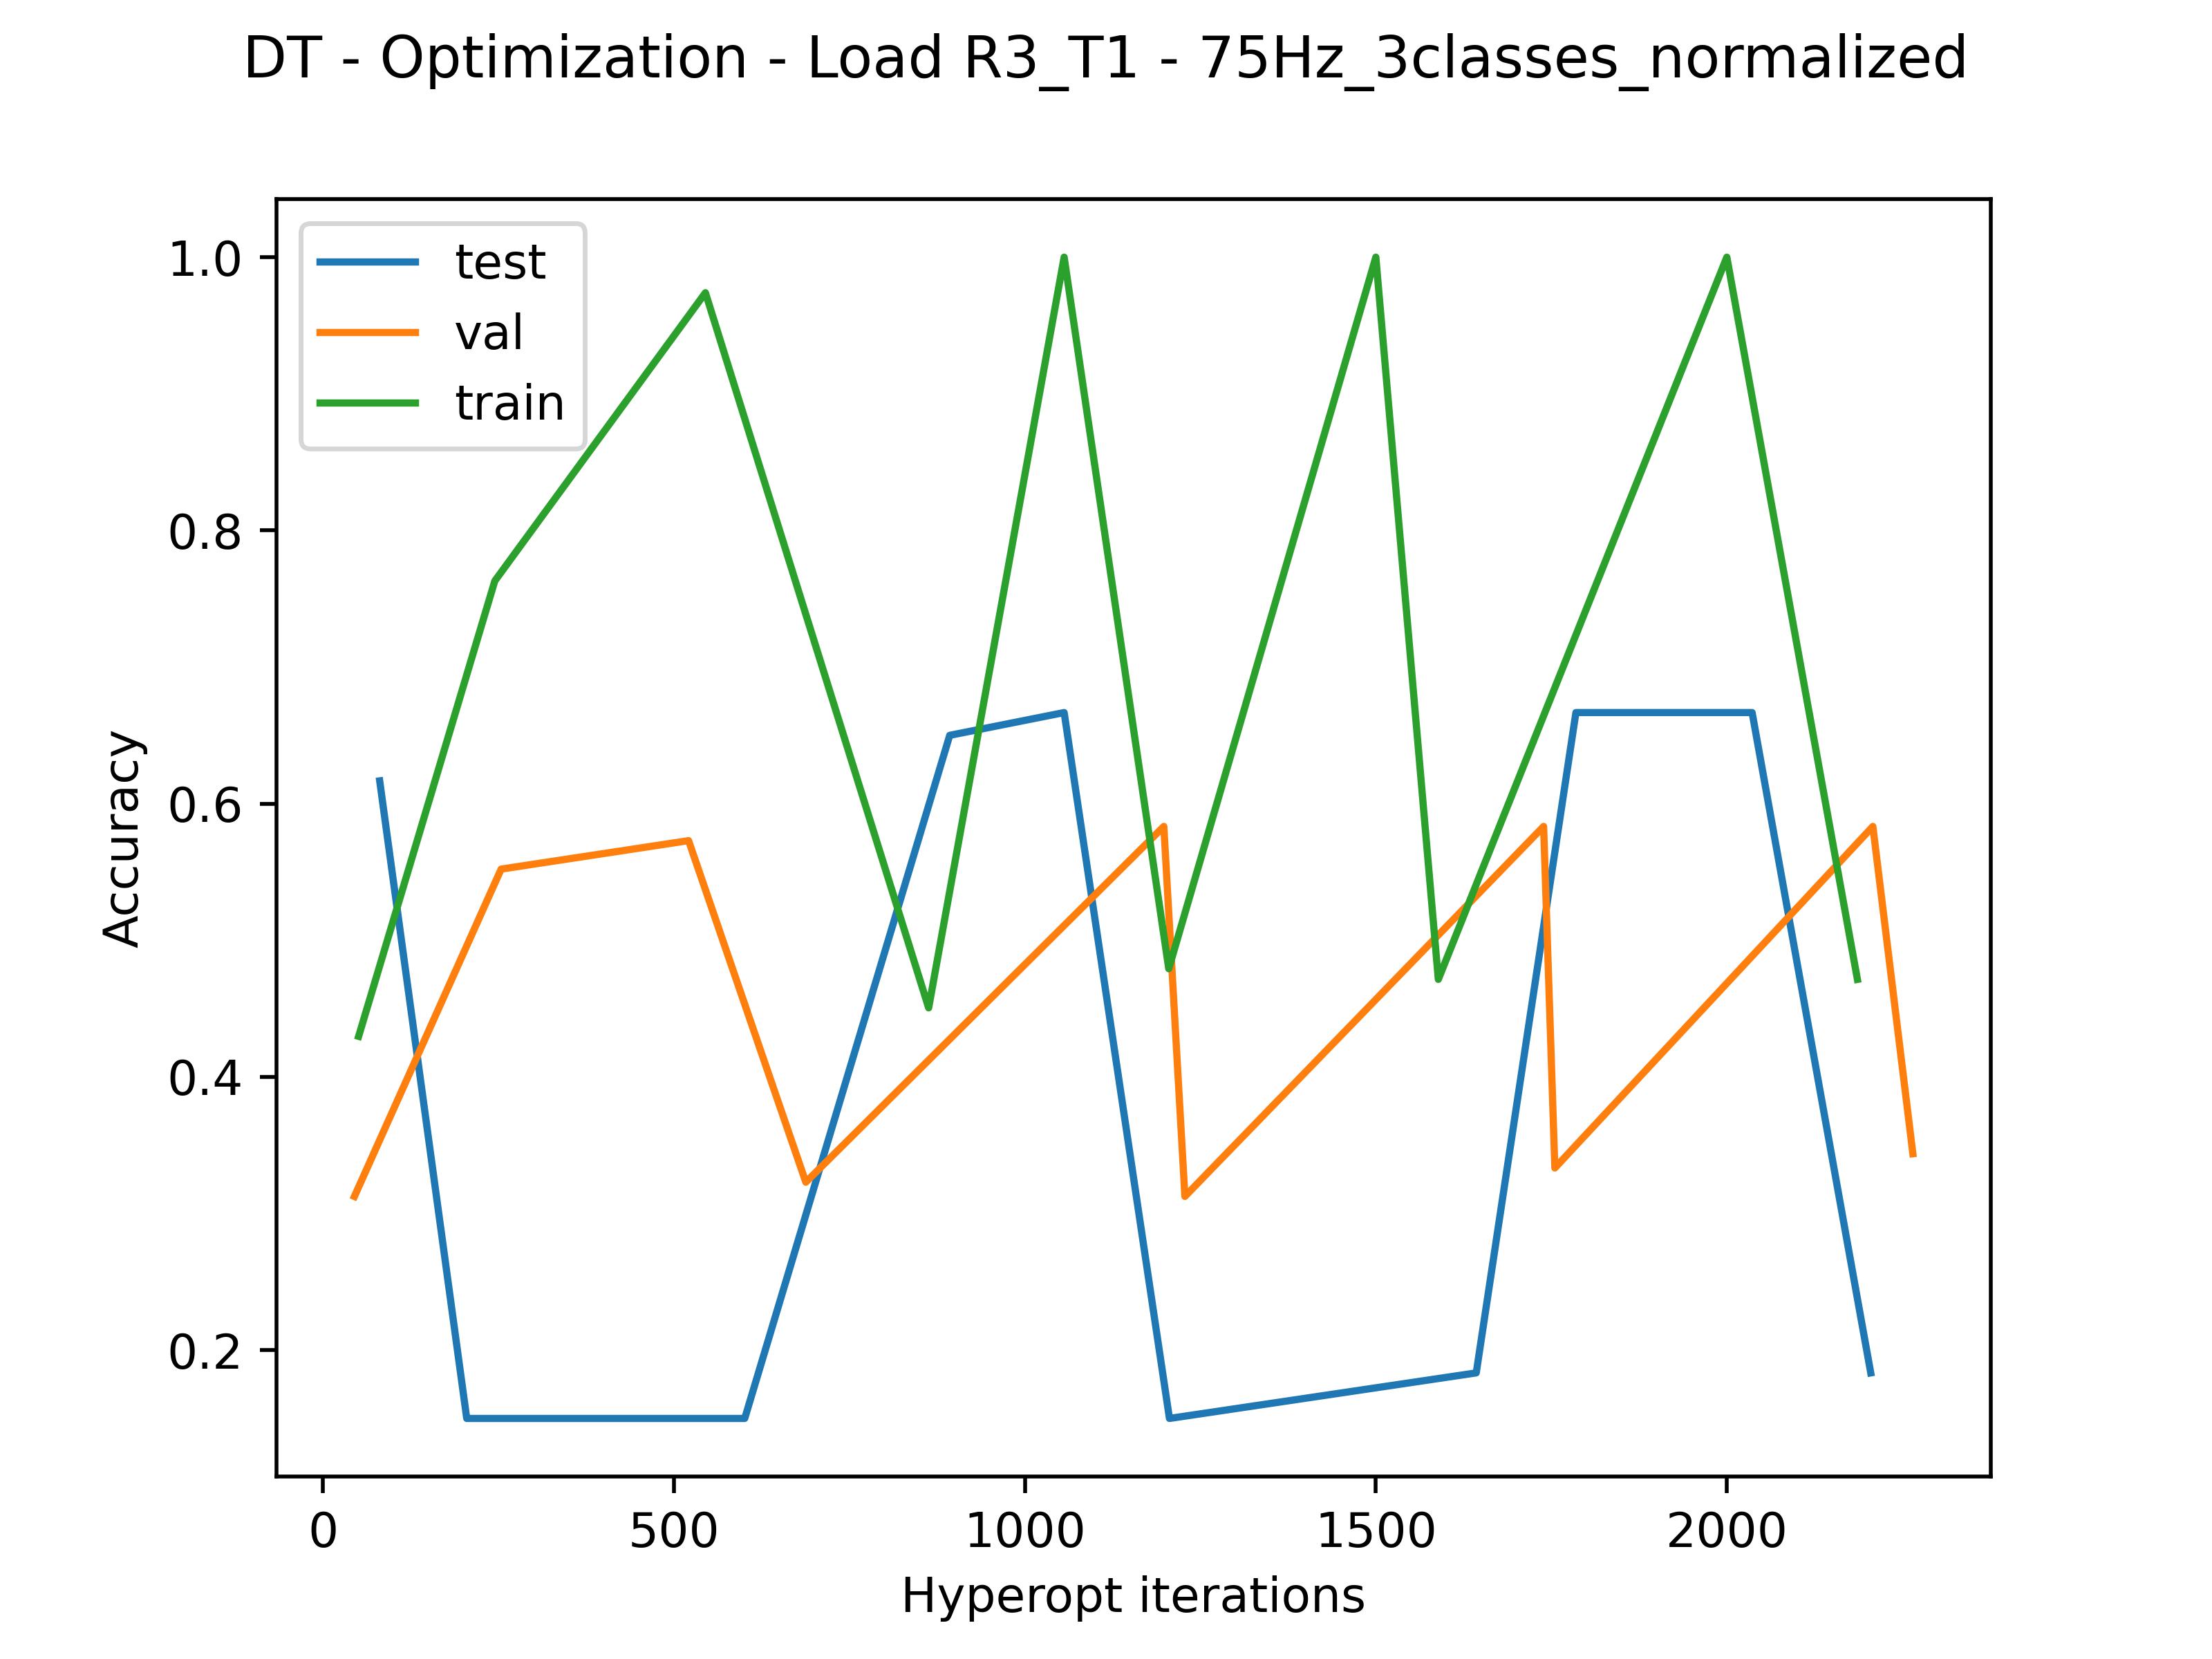 DT - Optimization - Load R3_T1 - 75Hz_3classes_normalized
test
val
train
1.0
0.8
0.6
0.4
0.2
Accuracy
0 500 1000 1500 2000
Hyperopt iterations